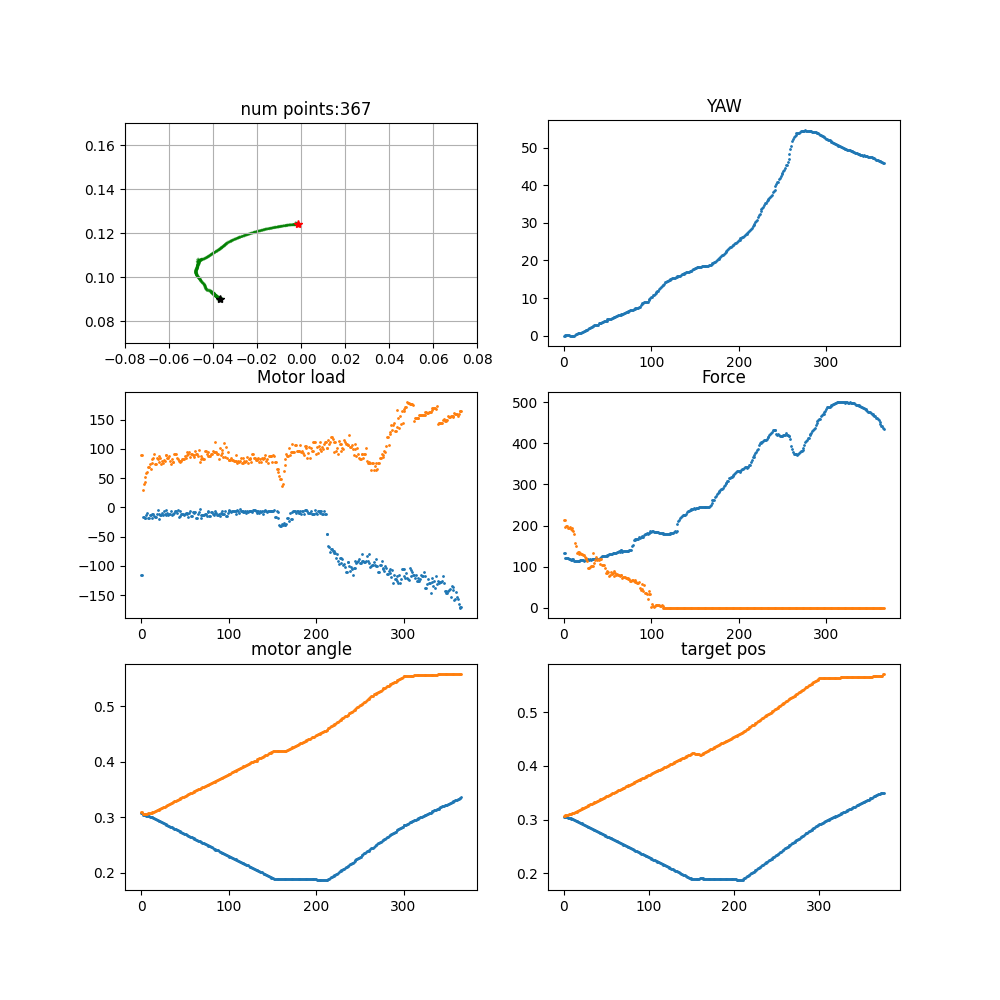 num points:367
YAW
0.16
0.14
0.12
0.10
0.08
−0.08 −0.06 −0.04 −0.02 0.00 0.02 0.04 0.06 0.08
50
40
30
20
10
0
0 100 200 300
Motor load
Force
150
100
50
0
−50
−100
−150
0 100 200 300
500
400
300
200
100
0
0 100 200 300
motor angle
target pos
0.5
0.4
0.3
0.2
0 100 200 300
0.5
0.4
0.3
0.2
0 100 200 300